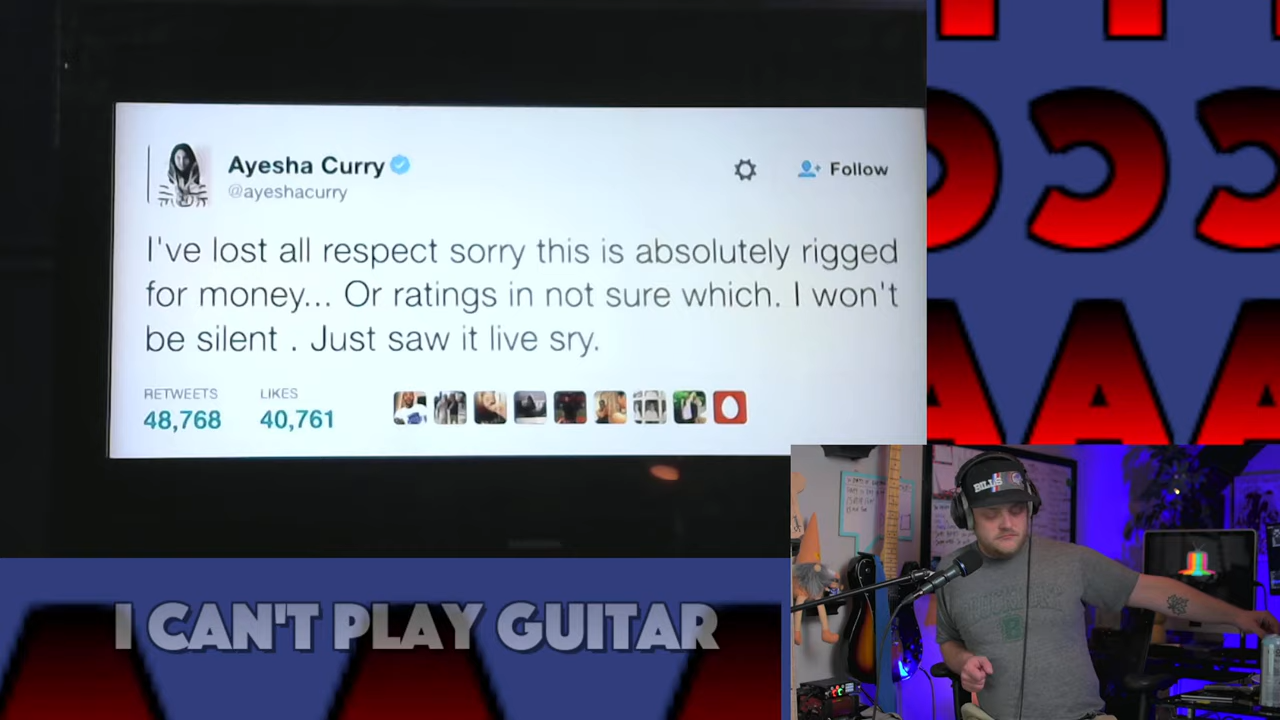 Ayesha Curry
@ayeshacurry
Follow
I've lost all respect sorry this is absolutely rigged
for money... Or ratings in not sure which. I won't
be silent . Just saw it live sry.
RETWEETS
LIKES
48,768
40,761
I CAN'T PLAY GUITAR
BILLS